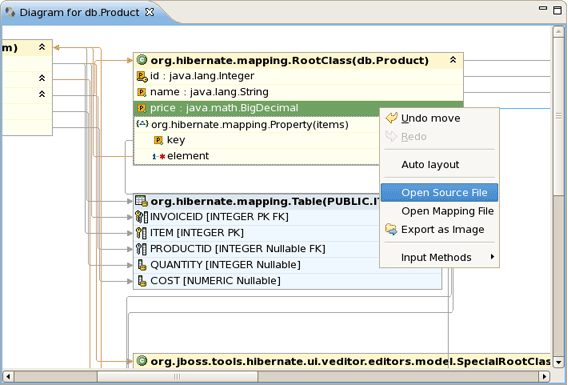 Diagram for db.Product
m)
org.hibernate.mapping.RootClass(db.Product)
id : java.lang.Integer
name : java.lang.String
price : java.math.BigDecimal
org.hibernate.mapping.Property(items)
key
element
Undo move
Redo
Auto layout
Open Source File
Open Mapping File
Export as Image
Input Methods
org.hibernate.mapping.Table(PUBLIC.I
INVOICEID [INTEGER PK FK]
ITEM [INTEGER PK]
PRODUCTID [INTEGER Nullable FK]
QUANTITY [INTEGER Nullable]
COST [NUMERIC Nullable]
org.jboss.tools.hibernate.ui.veditor.editors.model.SpecialRootClas